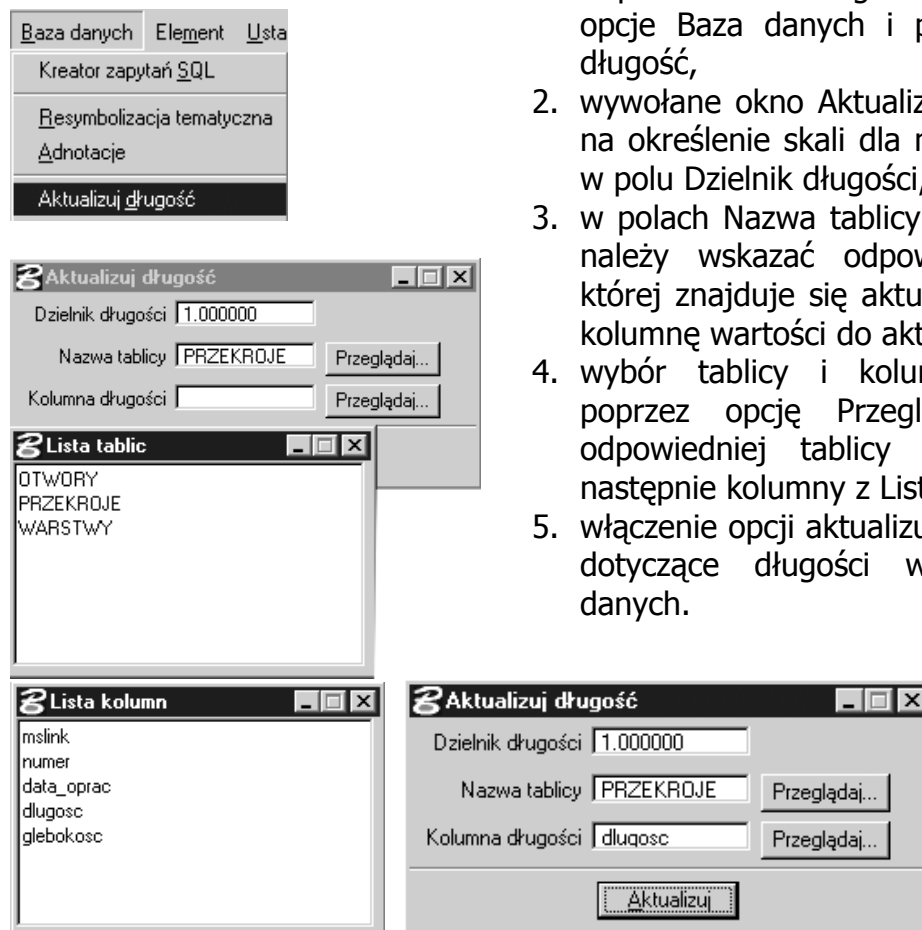 Baza danych Element Usta
Kreator zapytań SQL
Resymbolizacja tematyczna
Adnotacje
Aktualizuj długość
opcje Baza danych i
długość,
2. wywołane okno Aktualiz
na określenie skali dla
w polu Dzielnik długości,
3. w polach Nazwa tablicy
należy wskazać odpow
której znajduje się aktu
kolumnę wartości do akt
4. wybór tablicy i kolu
poprzez opcję Przegl
odpowiedniej tablicy
następnie kolumny z List
5. włączenie opcji aktualizu
dotyczące długości w
danych.
Aktualizuj długość
Dzielnik długości 1.000000
Nazwa tablicy PRZEKROJE Przeglądaj...
Kolumna długości Przeglądaj...
Lista tablic
OTWORY
PRZEKROJE
WARSTWY
Lista kolumn
mslink
numer
data_oprac
dlugosc
glebokosc
Aktualizuj długość
Dzielnik długości 1.000000
Nazwa tablicy PRZEKROJE Przeglądaj...
Kolumna długości dlugosc Przeglądaj...
Aktualizuj